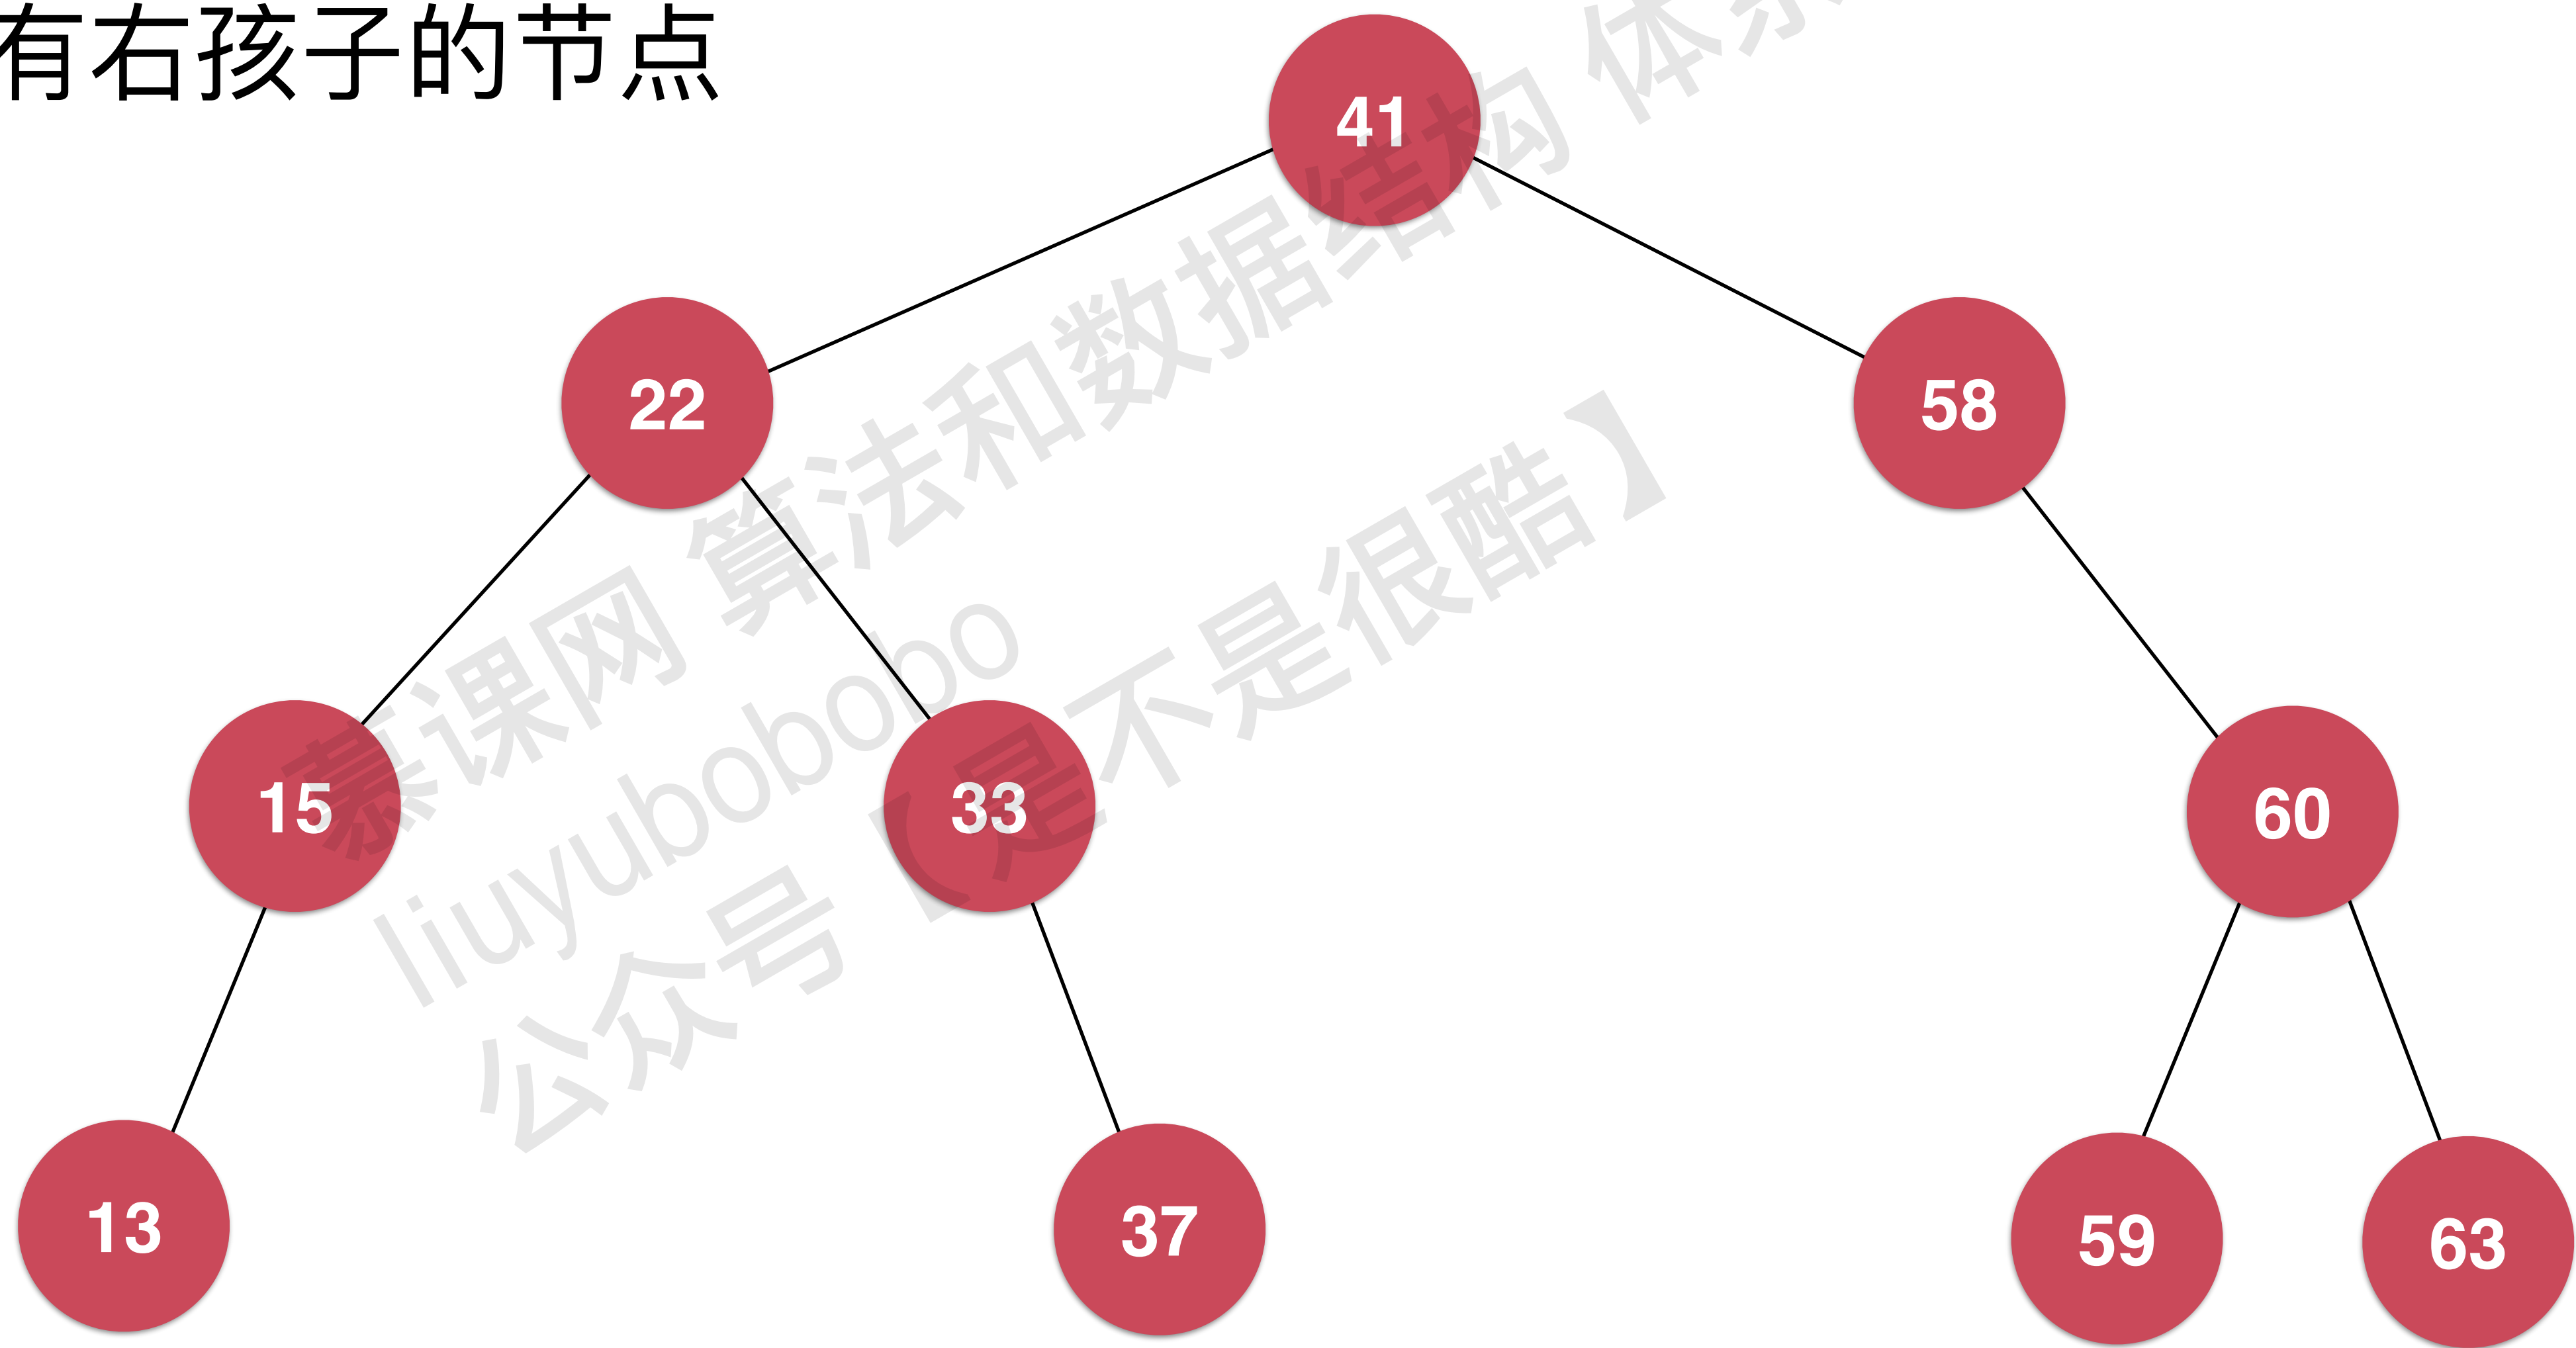 有右孩子的节点
41
22
58
15
33
60
13
37
59
63
慕课网 算法和数据结构 体系
liuyubobobo
公众号【是不是很酷】